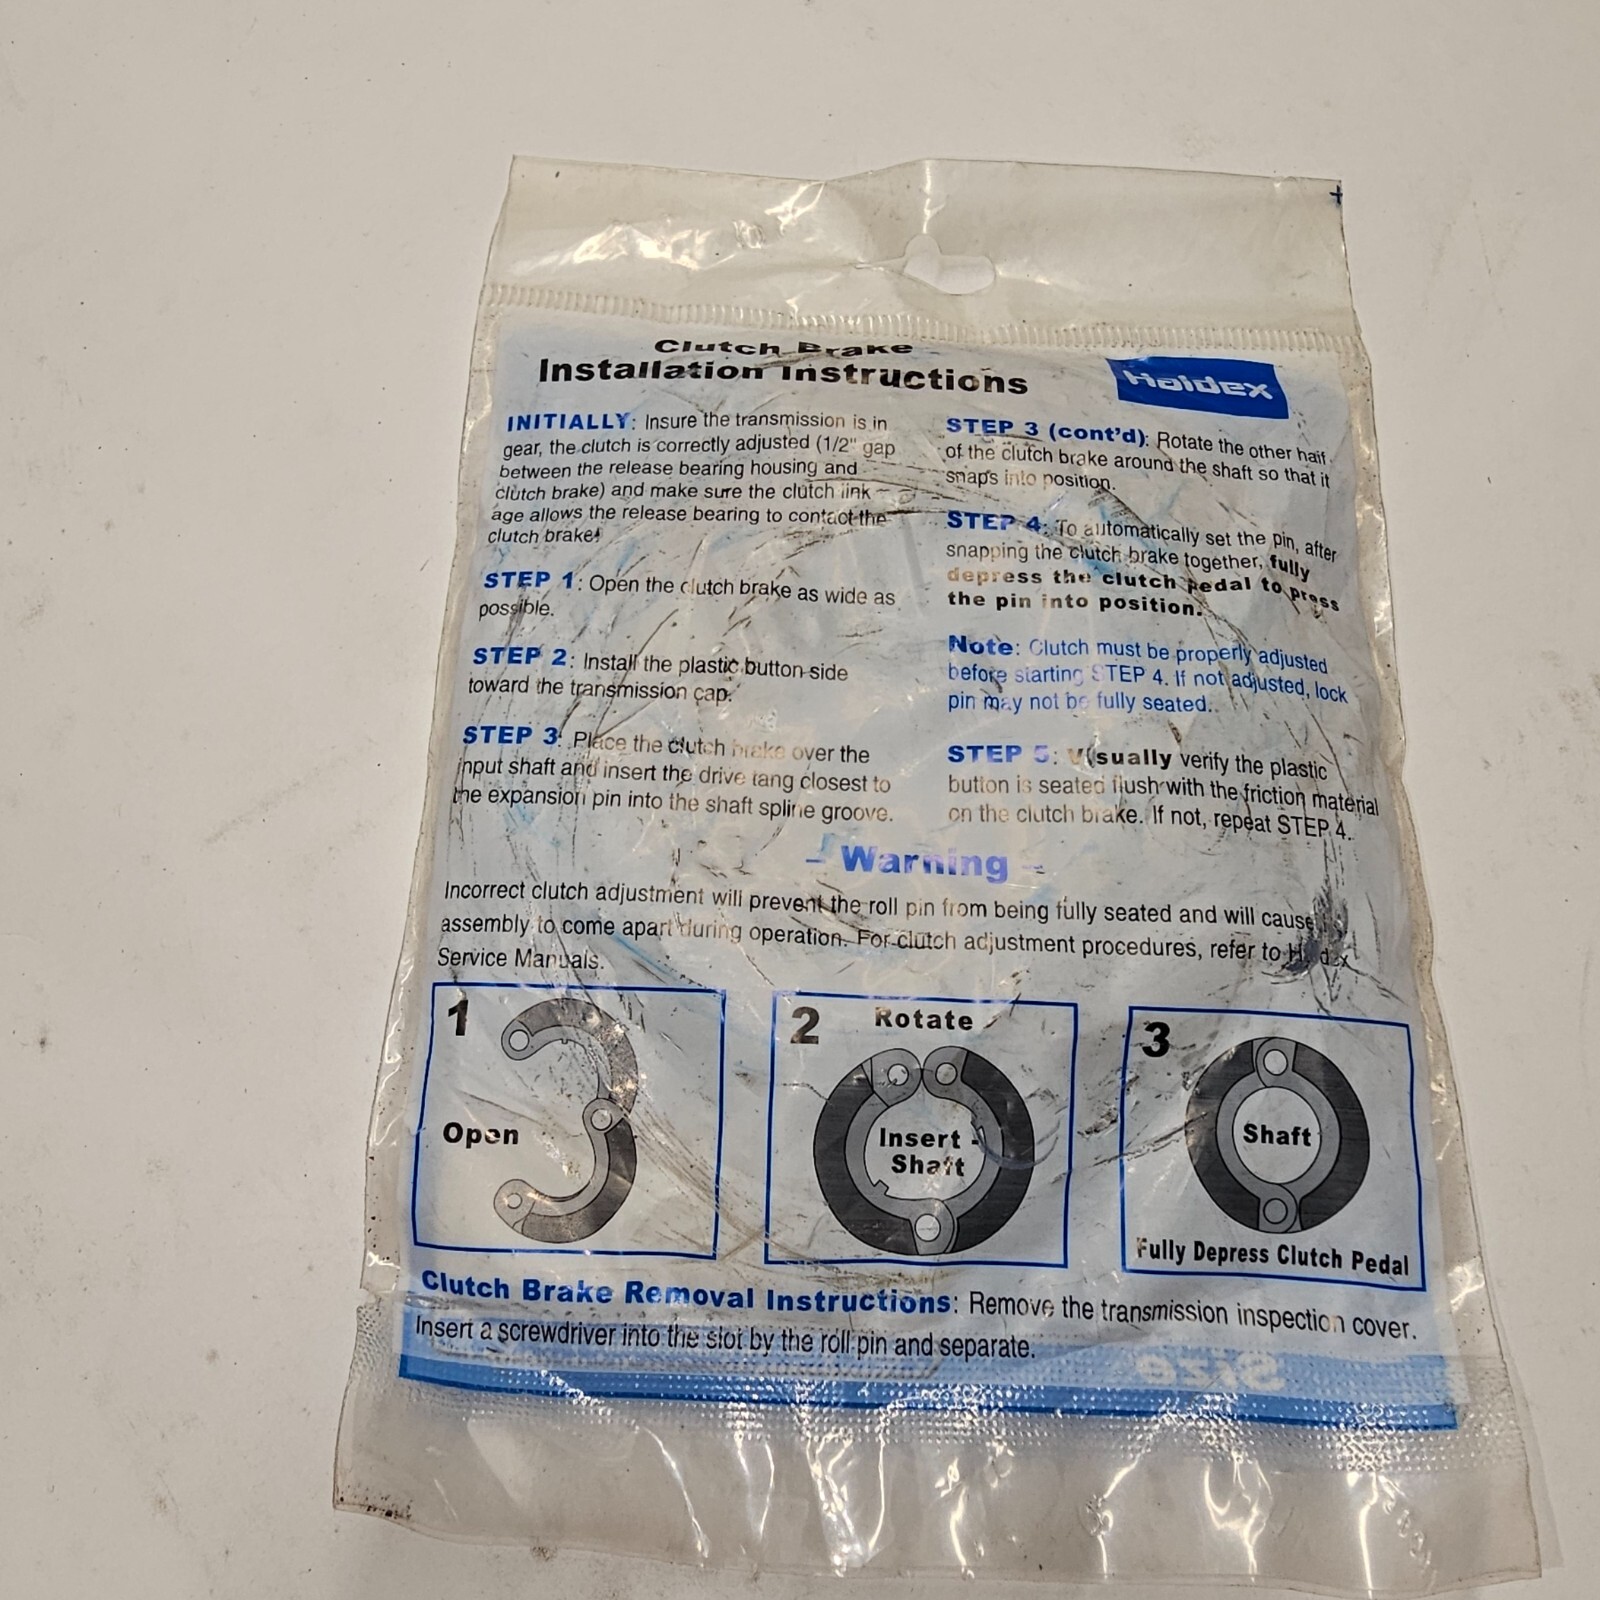 Clutch Brake
Installation Instructions
Haldex
INITIALLY: Insure the transmission is in
gear, the clutch is correctly adjusted (1/2" gap
between the release bearing housing and
clutch brake) and make sure the clutch link
age allows the release bearing to contact the
clutch brake!
STEP 1: Open the clutch brake as wide as
possible.
STEP 2: Install the plastic button side
toward the transmission cap.
STEP 3: Place the clutch brake over the
input shaft and insert the drive tang closest to
the expansion pin into the shaft spline groove.
STEP 3 (cont'd): Rotate the other half
of the clutch brake around the shaft so that it
snaps into position.
STEP 4: To automatically set the pin, after
snapping the clutch brake together, fully
depress the clutch pedal to press
the pin into position.
Note: Clutch must be properly adjusted
before starting STEP 4. If not adjusted, lock
pin may not be fully seated.
STEP 5: Visually verify the plastic
button is seated flush with the friction material
on the clutch brake. If not, repeat STEP 4.
- Warning -
Incorrect clutch adjustment will prevent the roll pin from being fully seated and will cause
assembly to come apart during operation. For clutch adjustment procedures, refer to Haldex
Service Manuals.
1
Open
2 Rotate
Insert
Shaft
3
Shaft
Fully Depress Clutch Pedal
Clutch Brake Removal Instructions: Remove the transmission inspection cover.
Insert a screwdriver into the slot by the roll pin and separate.
Size